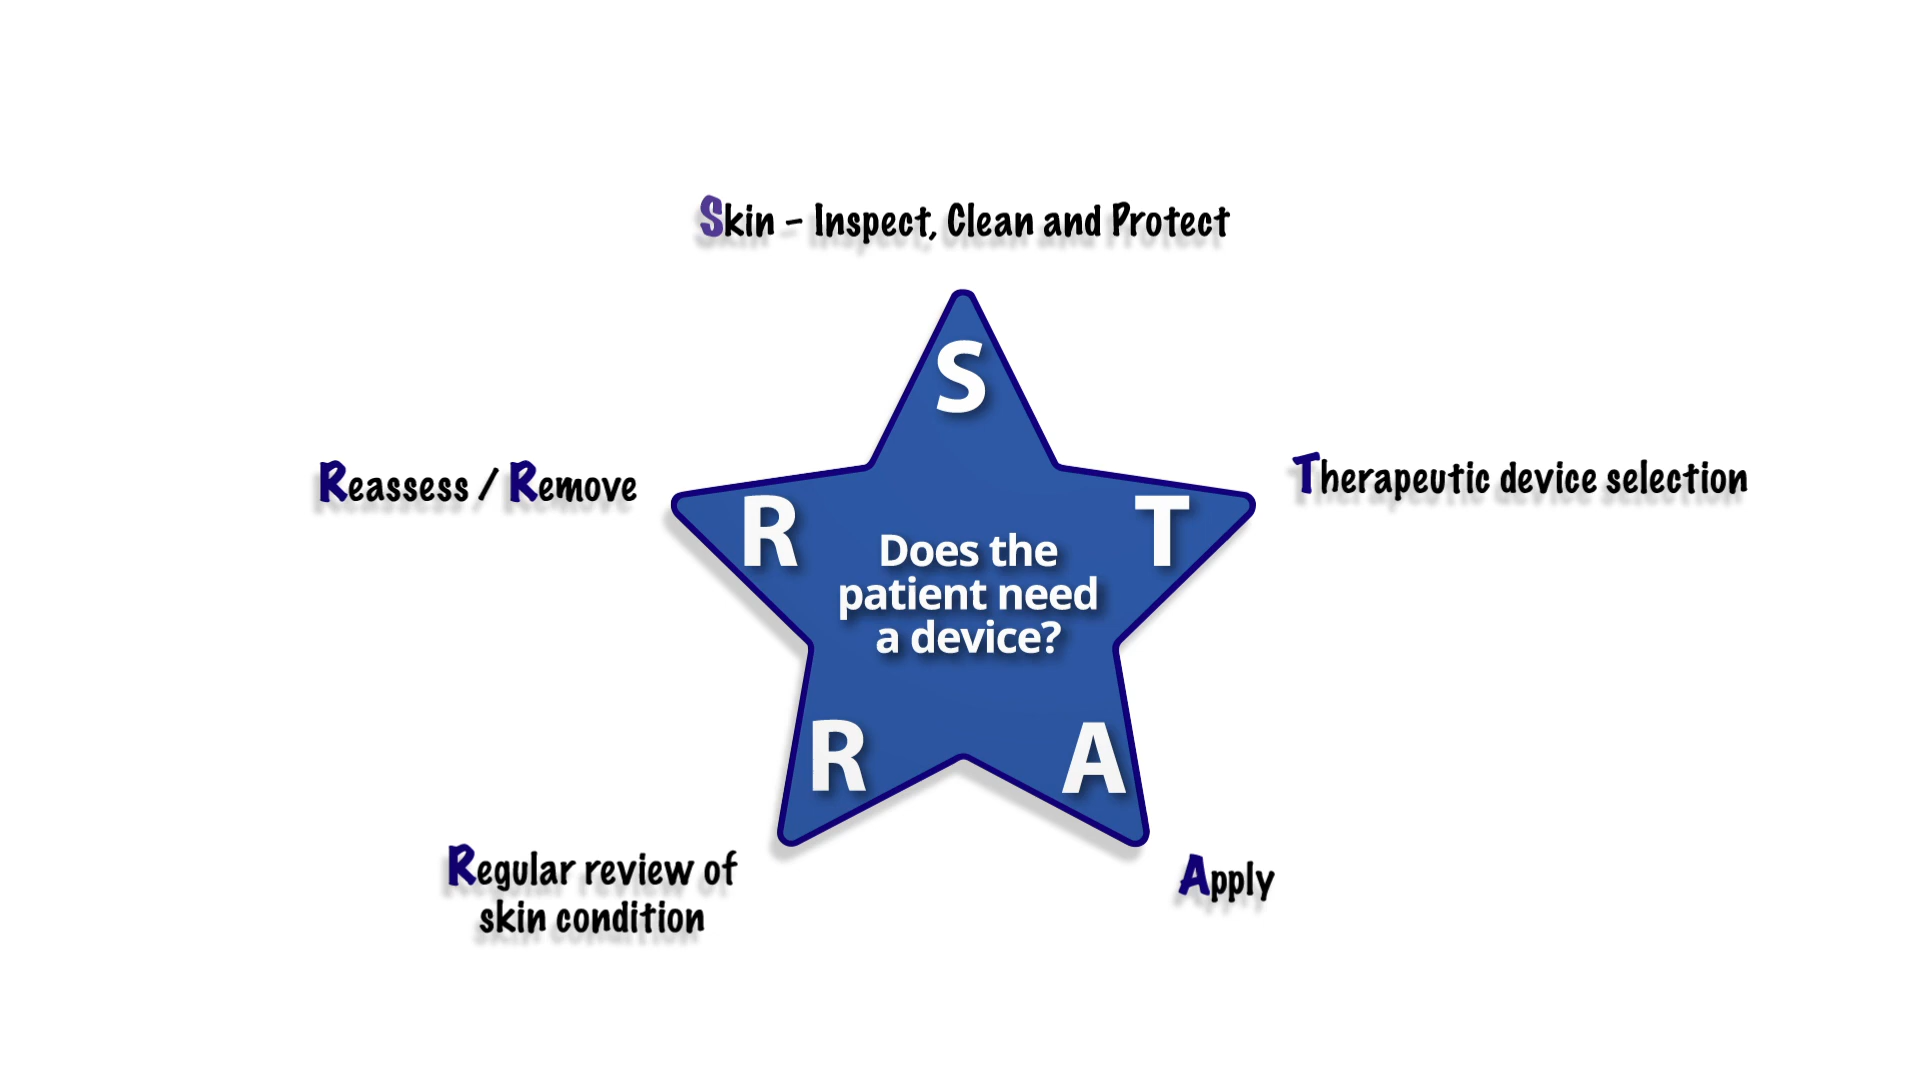 Skin – Inspect, Clean and Protect
S
Reassess / Remove
Therapeutic device selection
R
T
Does the
patient need
a device?
R
A
Regular review of
skin condition
Apply